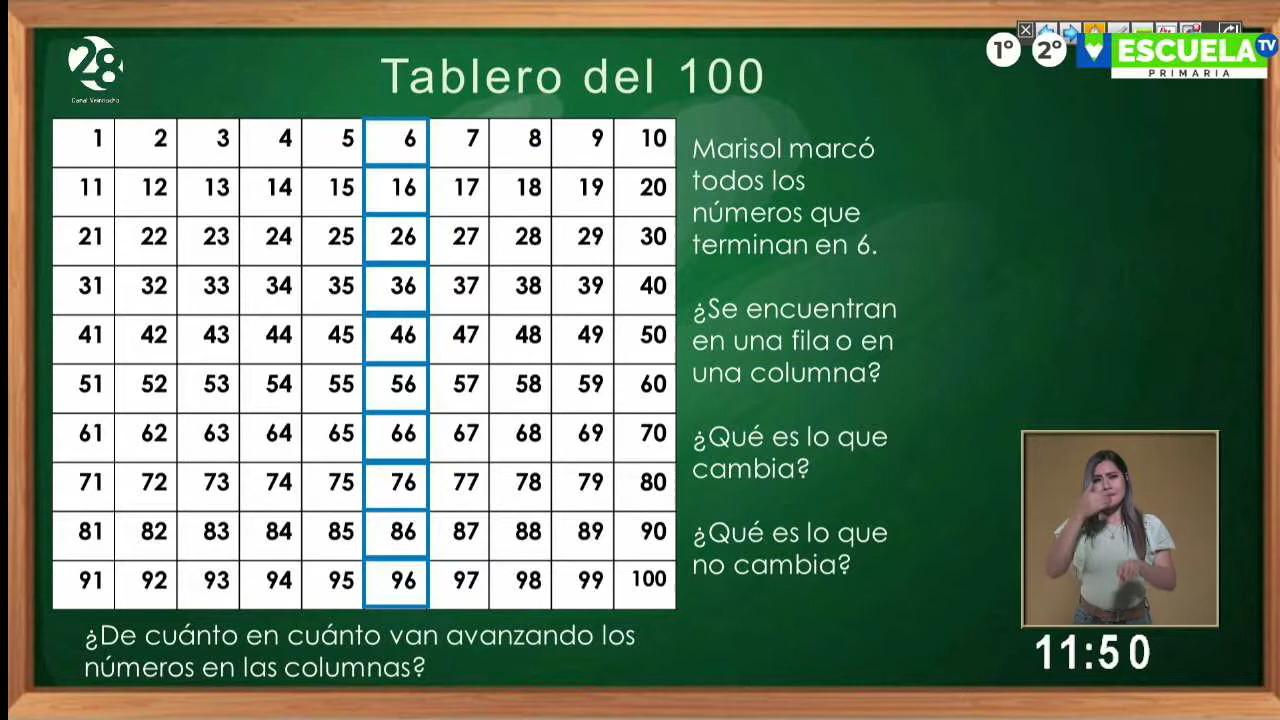 28
Canal Veintiocho
1° 2° ESCUELA TV
PRIMARIA
Tablero del 100
1 2 3 4 5 6 7 8 9 10
11 12 13 14 15 16 17 18 19 20
21 22 23 24 25 26 27 28 29 30
31 32 33 34 35 36 37 38 39 40
41 42 43 44 45 46 47 48 49 50
51 52 53 54 55 56 57 58 59 60
61 62 63 64 65 66 67 68 69 70
71 72 73 74 75 76 77 78 79 80
81 82 83 84 85 86 87 88 89 90
91 92 93 94 95 96 97 98 99 100
Marisol marcó
todos los
números que
terminan en 6.
¿Se encuentran
en una fila o en
una columna?
¿Qué es lo que
cambia?
¿Qué es lo que
no cambia?
¿De cuánto en cuánto van avanzando los
números en las columnas?
11:50